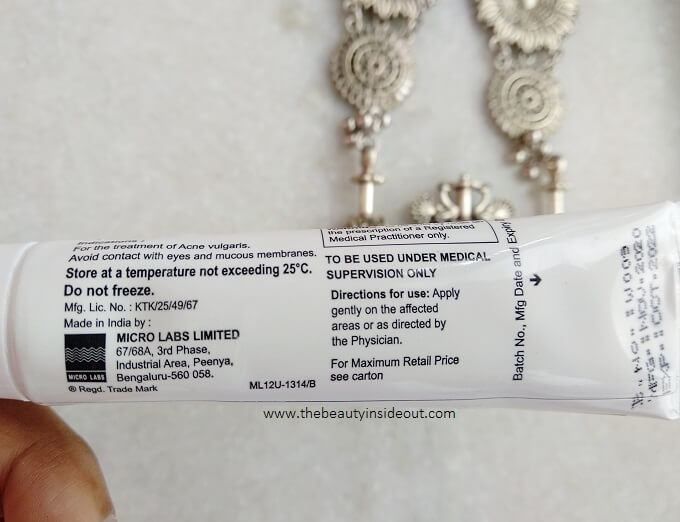 Indications :
For the treatment of Acne vulgaris.
Avoid contact with eyes and mucous membranes.
Store at a temperature not exceeding 25°C.
Do not freeze.
Mfg. Lic. No. : KTK/25/49/67
Made in India by :
MICRO LABS
MICRO LABS LIMITED
67/68A, 3rd Phase,
Industrial Area, Peenya,
Bengaluru-560 058.
® Regd. Trade Mark
ML12U-1314/B
the prescription of a Registered
Medical Practitioner only.
TO BE USED UNDER MEDICAL
SUPERVISION ONLY
Directions for use: Apply
gently on the affected
areas or as directed by
the Physician.
For Maximum Retail Price
see carton
Batch No., Mfg Date and Expiry
NOV. 2020
OCT. 2022
www.thebeautyinsideout.com